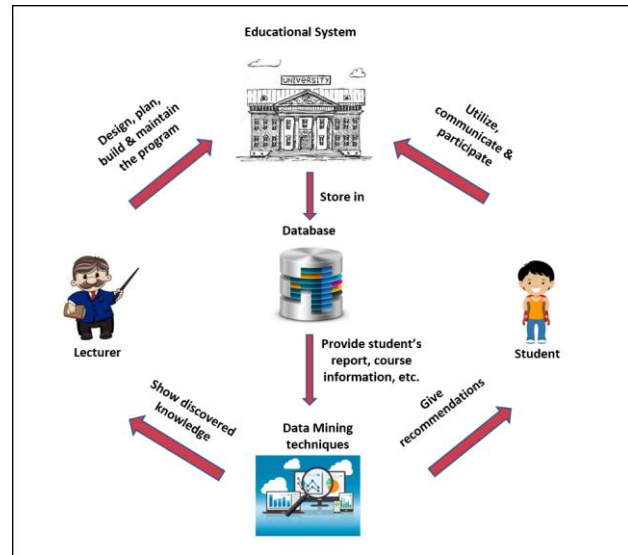 Educational System
UNIVERSITY
Design, plan,
build & maintain
the program
Utilize,
communicate &
participate
Store in
Database
Lecturer
Student
Provide student's
report, course
information, etc.
Show discovered
knowledge
Give
recommendations
Data Mining
techniques